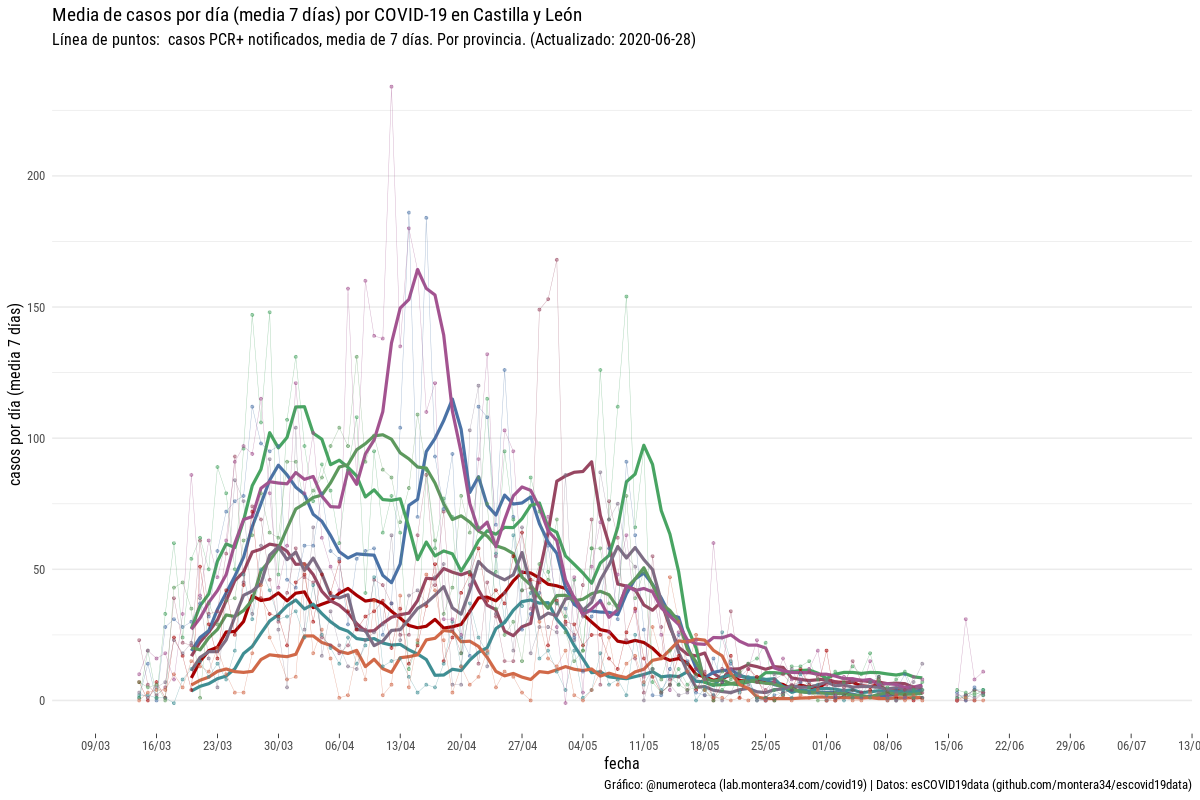 Media de casos por día (media 7 días) por COVID-19 en Castilla y León
Línea de puntos:  casos PCR+ notificados, media de 7 días. Por provincia. (Actualizado: 2020-06-28)
casos por día (media 7 días)
200
150
100
50
0
09/03 16/03 23/03 30/03 06/04 13/04 20/04 27/04 04/05 11/05 18/05 25/05 01/06 08/06 15/06 22/06 29/06 06/07 13/0
fecha
Gráfico: @numeroteca (lab.montera34.com/covid19) | Datos: esCOVID19data (github.com/montera34/escovid19data)